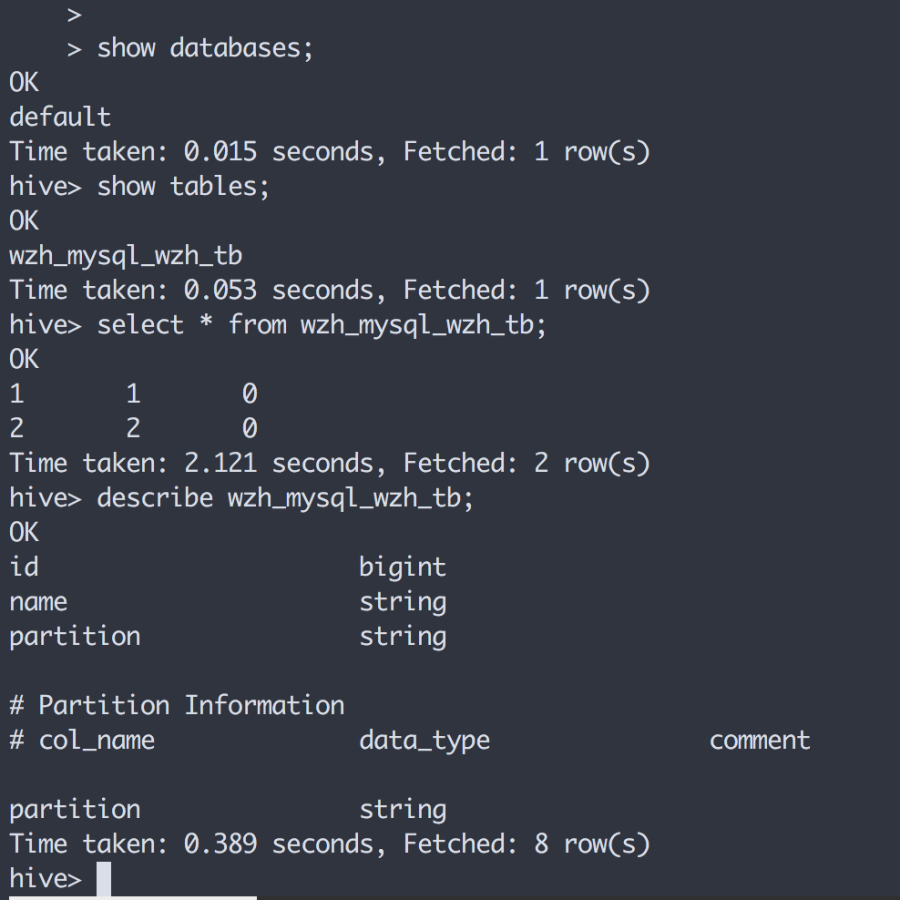 >
> show databases;
OK
default
Time taken: 0.015 seconds, Fetched: 1 row(s)
hive> show tables;
OK
wzh_mysql_wzh_tb
Time taken: 0.053 seconds, Fetched: 1 row(s)
hive> select * from wzh_mysql_wzh_tb;
OK
1 1 0
2 2 0
Time taken: 2.121 seconds, Fetched: 2 row(s)
hive> describe wzh_mysql_wzh_tb;
OK
id bigint
name string
partition string
# Partition Information
# col_name data_type comment
partition string
Time taken: 0.389 seconds, Fetched: 8 row(s)
hive>